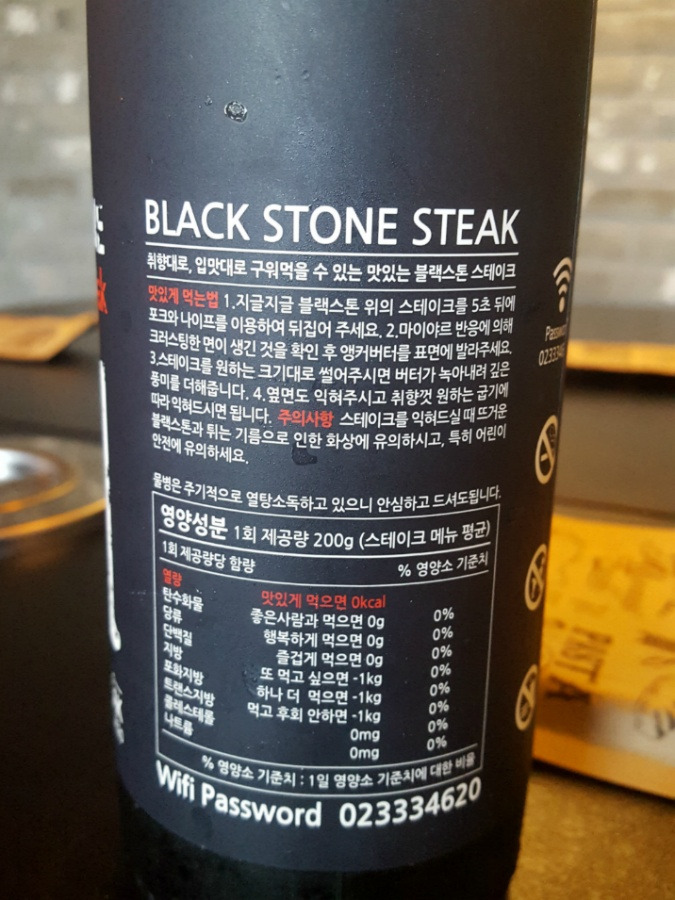 BLACK STONE STEAK
취향대로, 입맛대로 구워먹을 수 있는 맛있는 블랙스톤 스테이크
맛있게 먹는법 1.지글지글 블랙스톤 위의 스테이크를 5초 뒤에
포크와 나이프를 이용하여 뒤집어 주세요. 2.마이야르 반응에 의해
크러스팅한 면이 생긴 것을 확인 후 앵커버터를 표면에 발라주세요.
3.스테이크를 원하는 크기대로 썰어주시면 버터가 녹아내려 깊은
풍미를 더해줍니다. 4.옆면도 익혀주시고 취향껏 원하는 굽기에
따라 익혀드시면 됩니다. 주의사항 스테이크를 익혀드실 때 뜨거운
블랙스톤과 튀는 기름으로 인한 화상에 유의하시고, 특히 어린이
안전에 유의하세요.
물병은 주기적으로 열탕소독하고 있으니 안심하고 드셔도됩니다.
영양성분 1회 제공량 200g (스테이크 메뉴 평균)
1회 제공량당 함량 % 영양소 기준치
열량 맛있게 먹으면 0kcal
탄수화물 좋은사람과 먹으면 0g 0%
당류 행복하게 먹으면 0g 0%
단백질 즐겁게 먹으면 0g 0%
지방 또 먹고 싶으면 -1kg 0%
포화지방 하나 더 먹으면 -1kg 0%
트랜스지방 먹고 후회 안하면 -1kg 0%
콜레스테롤 0mg 0%
나트륨 0mg 0%
% 영양소 기준치 : 1일 영양소 기준치에 대한 비율
Wifi Password 023334620
Password
0233346
PASTA